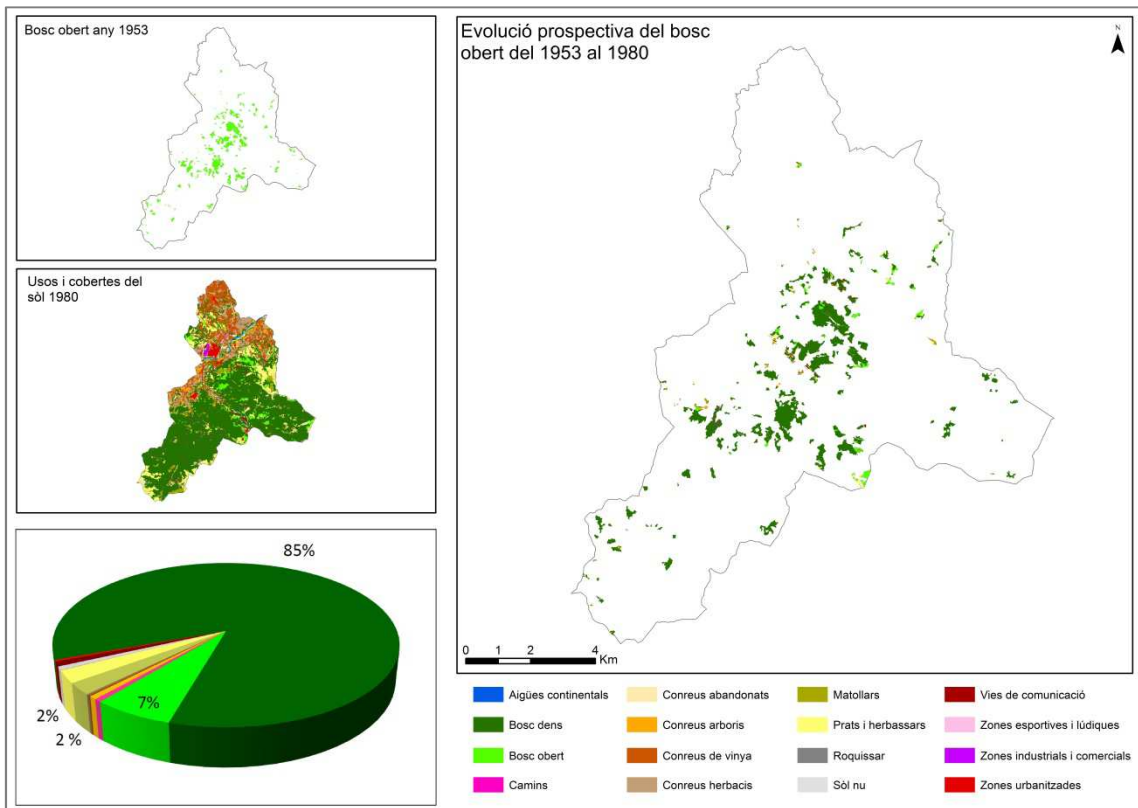 Bosc obert any 1953
Usos i cobertes del
sòl 1980
85%
7%
2%
2 %
Evolució prospectiva del bosc
obert del 1953 al 1980
N
0 1 2 4
Km
Aigües continentals
Bosc dens
Bosc obert
Camins
Conreus abandonats
Conreus arboris
Conreus de vinya
Conreus herbacis
Matollars
Prats i herbassars
Roquissar
Sòl nu
Vies de comunicació
Zones esportives i lúdiques
Zones industrials i comercials
Zones urbanitzades